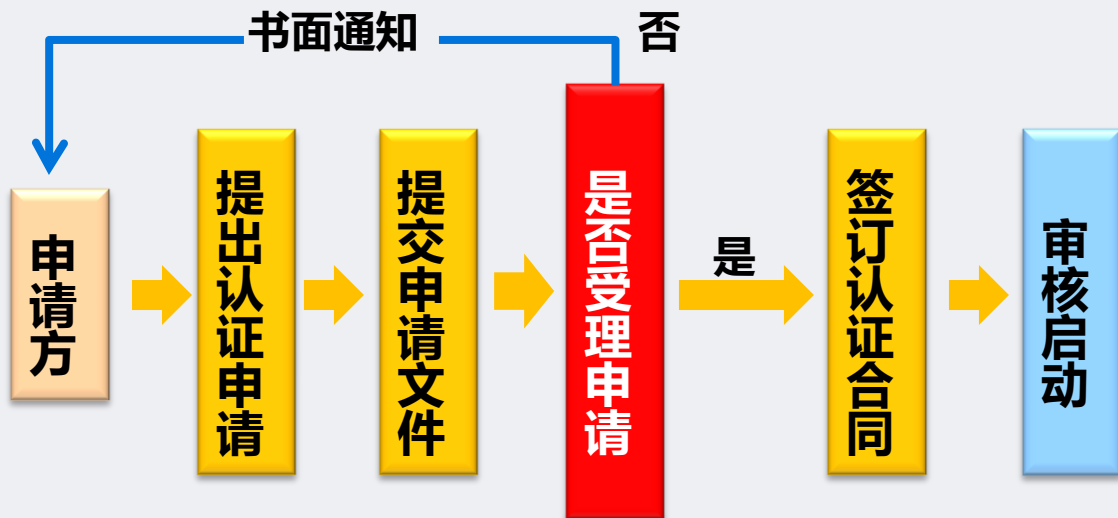 书面通知
否
申请方
提出认证申请
提交申请文件
是否受理申请
是
签订认证合同
审核启动